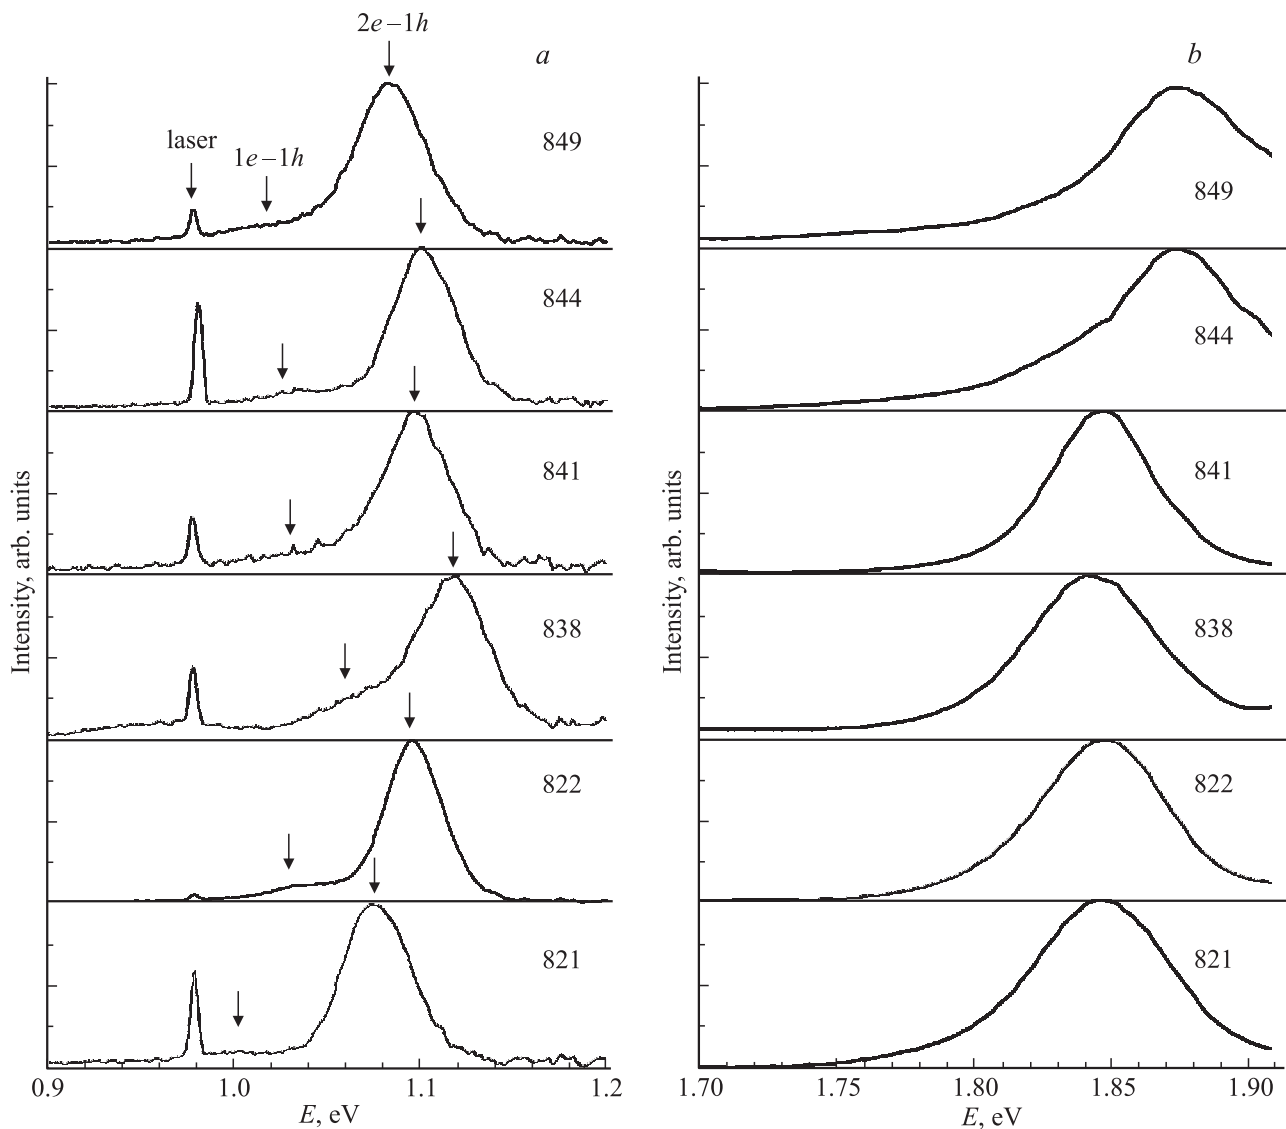 2e–1h
a
laser
1e–1h
849
844
841
838
822
821
Intensity, arb. units
0.9 1.0 1.1 1.2
E, eV
b
849
844
841
838
822
821
Intensity, arb. units
1.70 1.75 1.80 1.85 1.90
E, eV